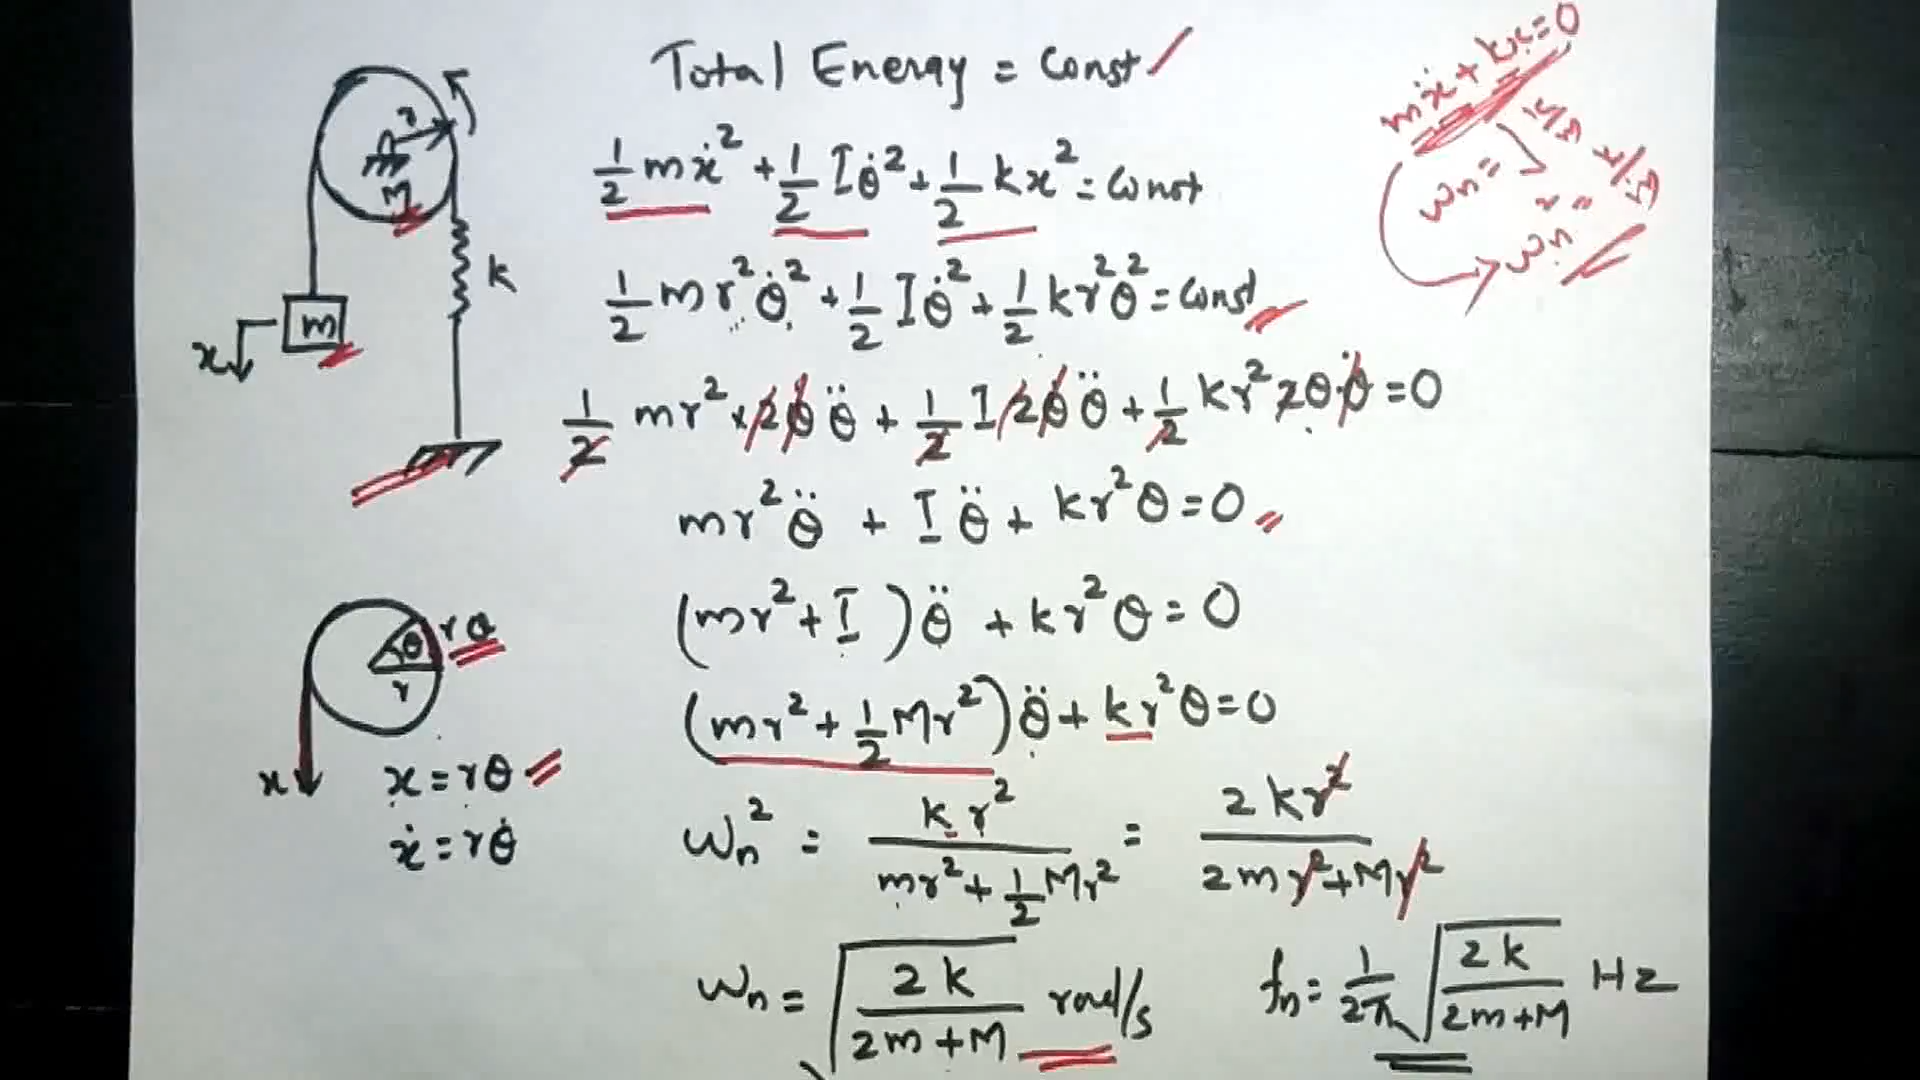 Total Energy = Const
1/2 mẋ² + 1/2 Iθ̇² + 1/2 kx² = Const
1/2 mr²θ̇² + 1/2 Iθ̇² + 1/2 kr²θ² = Const
1/2 mr² × 2θ̇ θ̈ + 1/2 I 2θ̇ θ̈ + 1/2 kr² 2θ·θ̇ = 0
mr²θ̈ + Iθ̈ + kr²θ = 0
(mr² + I)θ̈ + kr²θ = 0
(mr² + 1/2 Mr²)θ̈ + kr²θ = 0
ωn² = kr² / (mr² + 1/2 Mr²) = 2kr² / (2mr² + Mr²)
ωn = √(2k / (2m + M)) rad/s
fn = 1/2π √(2k / (2m + M)) Hz
r
M
k
m
x
θ
rθ
r
x
x = rθ
ẋ = rθ̇
mẍ + kx = 0
ωn =
ωn